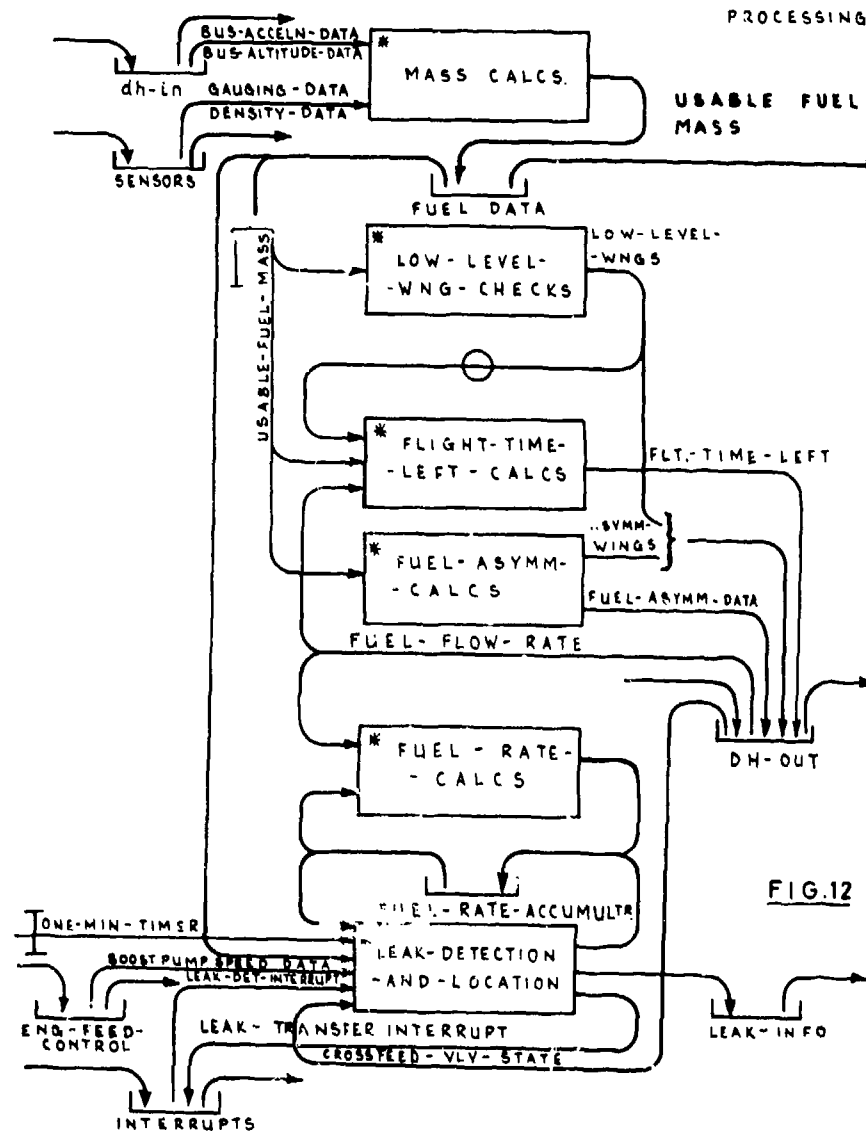 PROCESSING
BUS-ACCELN-DATA
BUS-ALTITUDE-DATA
dh-in
GAUGING-DATA
DENSITY-DATA
SENSORS
* MASS CALCS.
USABLE FUEL
MASS
FUEL DATA
USABLE-FUEL-MASS
* LOW-LEVEL-
-WNG-CHECKS
LOW-LEVEL-
-WNGS
* FLIGHT-TIME-
-LEFT-CALCS
FLT.-TIME-LEFT
* FUEL-ASYMM-
-CALCS
SYMM-
WINGS
FUEL-ASYMM-DATA
FUEL-FLOW-RATE
* FUEL-RATE-
-CALCS
DH-OUT
FUEL-RATE-ACCUMULTR
FIG.12
ONE-MIN-TIMER
BOOST PUMP SPEED DATA
LEAK-DET-INTERRUPT
* LEAK-DETECTION
-AND-LOCATION
ENG-FEED-
CONTROL
LEAK-TRANSFER INTERRUPT
CROSSFEED-VLV-STATE
LEAK-INFO
INTERRUPTS